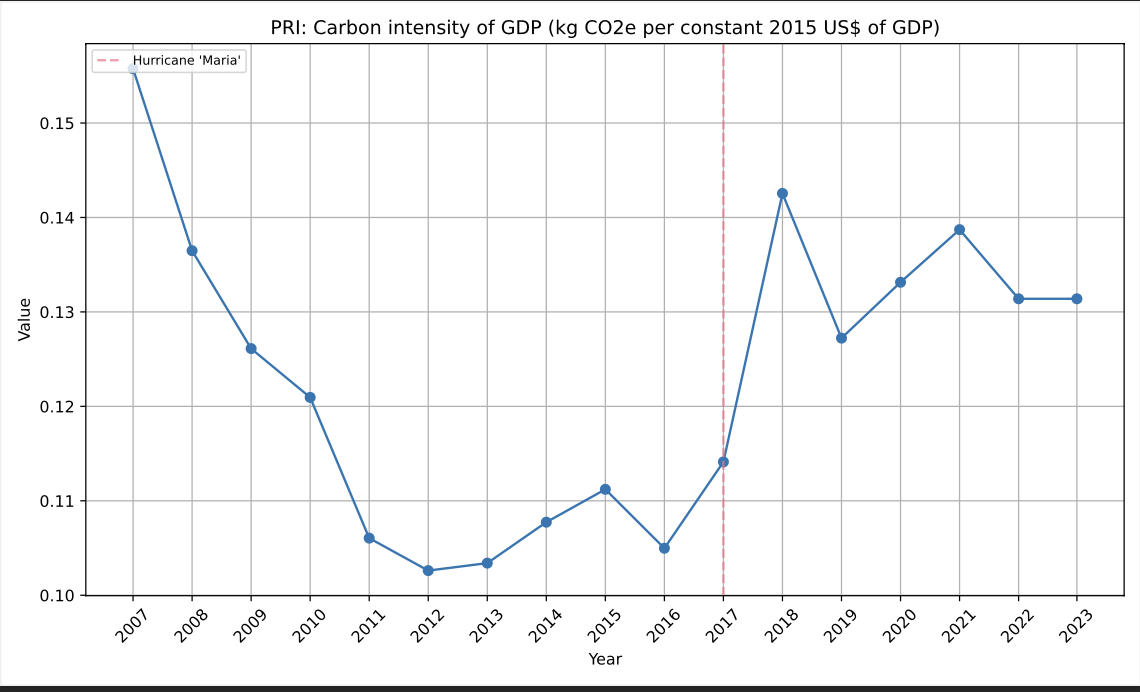 PRI: Carbon intensity of GDP (kg CO2e per constant 2015 US$ of GDP)
Hurricane 'Maria'
0.15
0.14
0.13
0.12
0.11
0.10
Value
2007 2008 2009 2010 2011 2012 2013 2014 2015 2016 2017 2018 2019 2020 2021 2022 2023
Year